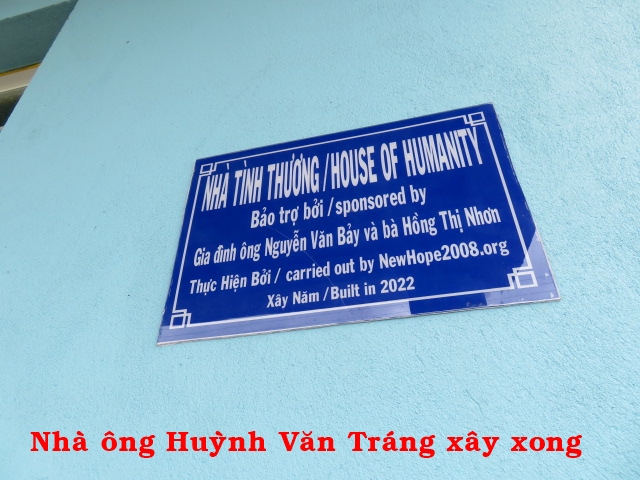 NHÀ TÌNH THƯƠNG / HOUSE OF HUMANITY
Bảo trợ bởi / sponsored by
Gia đình ông Nguyễn Văn Bảy và bà Hồng Thị Nhơn
Thực Hiện Bởi / carried out by NewHope2008.org
Xây Năm / Built in 2022
Nhà ông Huỳnh Văn Tráng xây xong